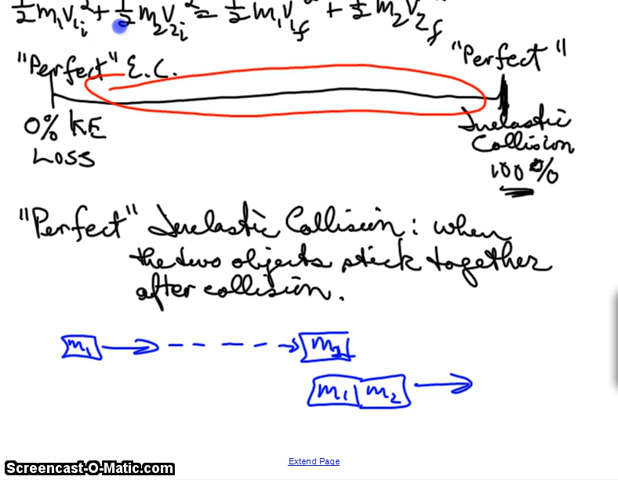 ½m₁v₁ᵢ² + ½m₂v₂ᵢ² = ½m₁v₁f² + ½m₂v₂f²
"Perfect" E.C.
"Perfect"
0% KE
Loss
Inelastic
Collision
100%
"Perfect" Inelastic Collision: when
the two objects stick together
after collision.
m₁
m₂
m₁ m₂
Extend Page
Screencast-O-Matic.com